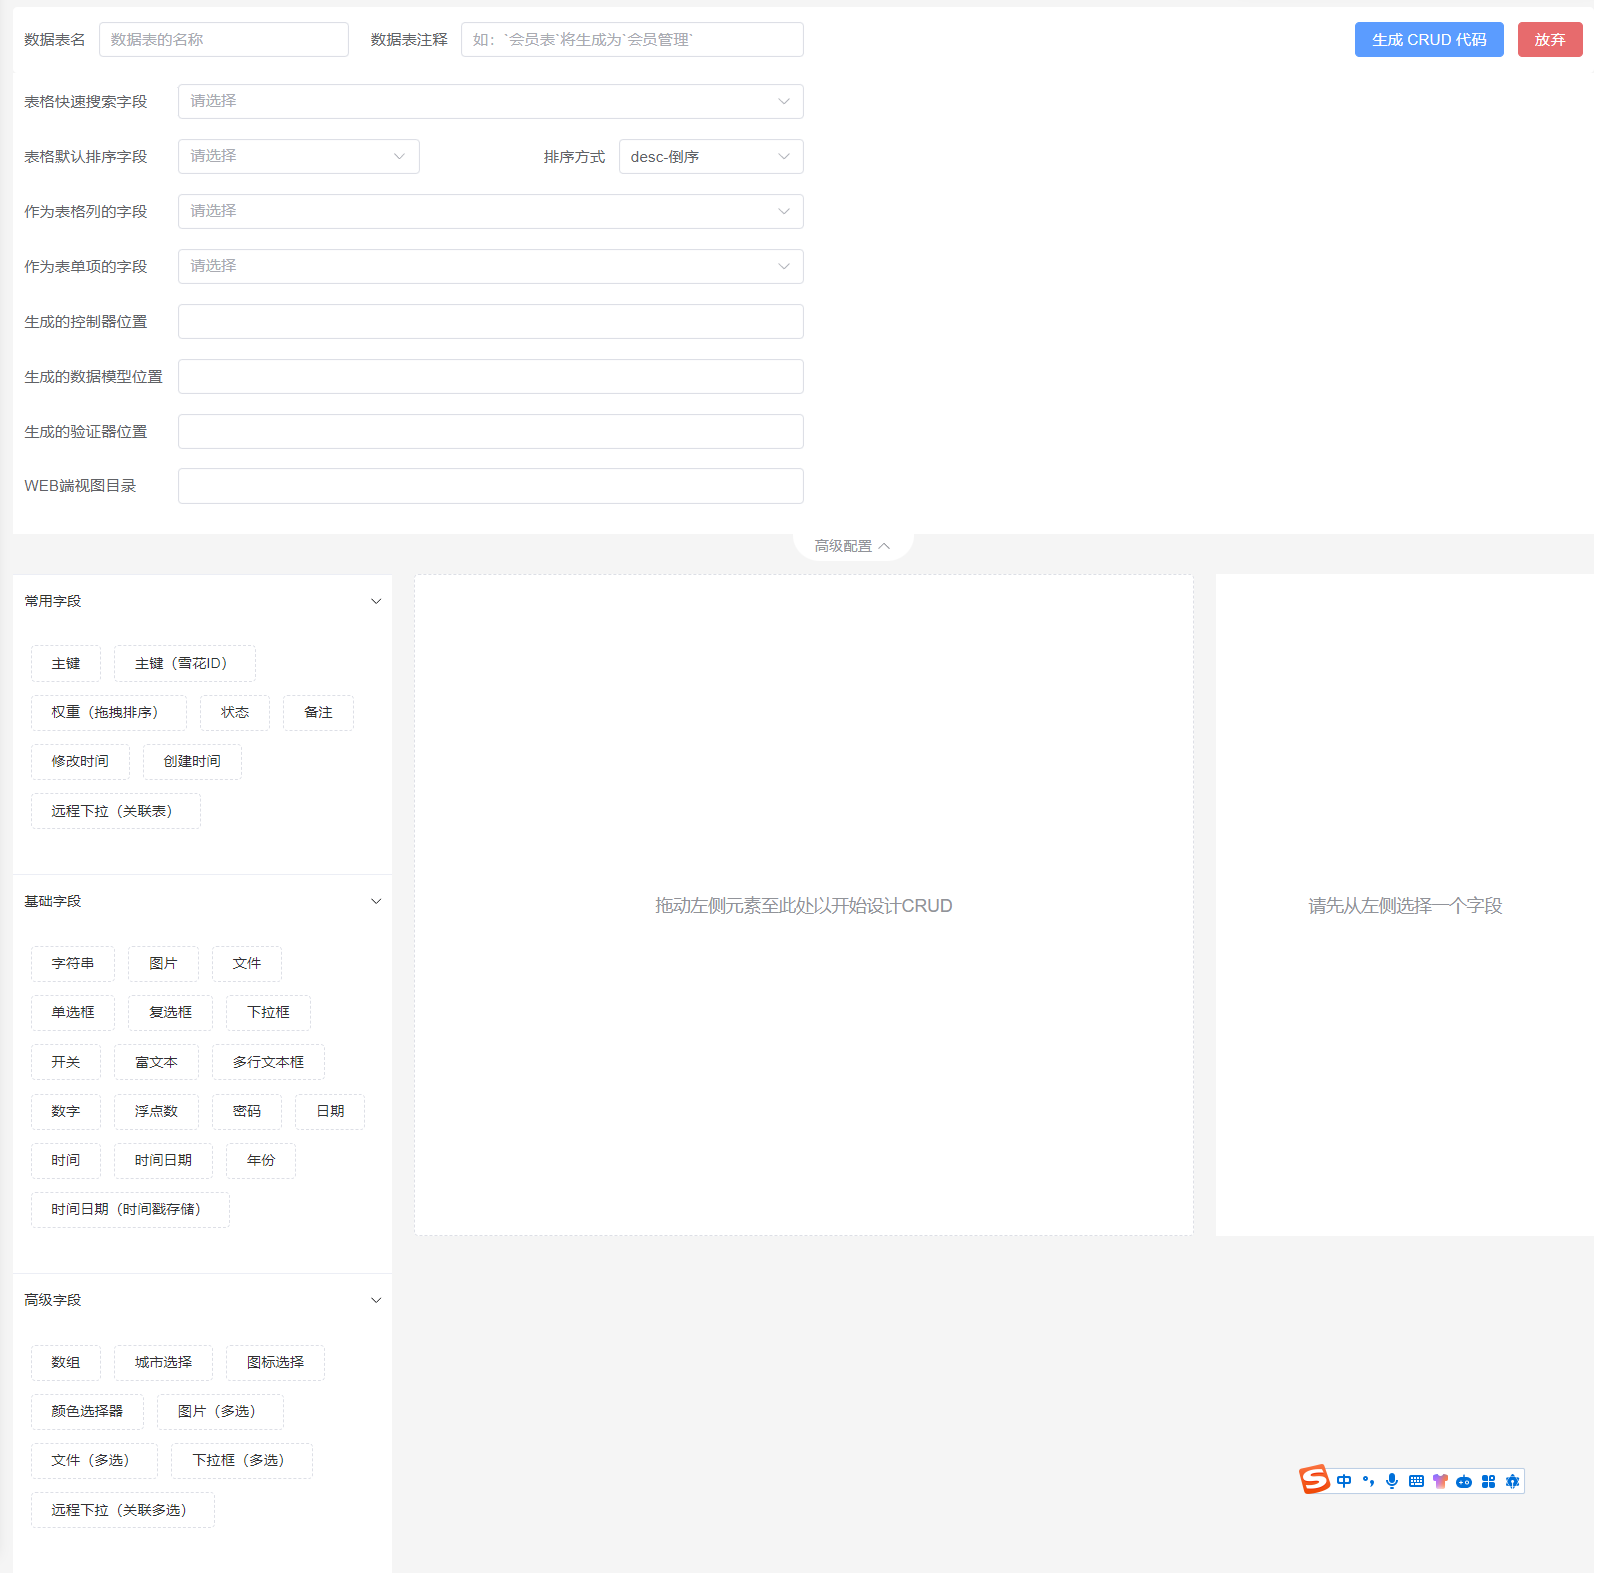 数据表名 数据表的名称 数据表注释 如：`会员表`将生成为`会员管理` 生成 CRUD 代码 放弃
表格快速搜索字段 请选择
表格默认排序字段 请选择 排序方式 desc-倒序
作为表格列的字段 请选择
作为表单项的字段 请选择
生成的控制器位置
生成的数据模型位置
生成的验证器位置
WEB端视图目录
高级配置
常用字段
主键 主键（雪花ID）
权重（拖拽排序） 状态 备注
修改时间 创建时间
远程下拉（关联表）
基础字段
字符串 图片 文件
单选框 复选框 下拉框
开关 富文本 多行文本框
数字 浮点数 密码 日期
时间 时间日期 年份
时间日期（时间戳存储）
高级字段
数组 城市选择 图标选择
颜色选择器 图片（多选）
文件（多选） 下拉框（多选）
远程下拉（关联多选）
拖动左侧元素至此处以开始设计CRUD
请先从左侧选择一个字段
S 中